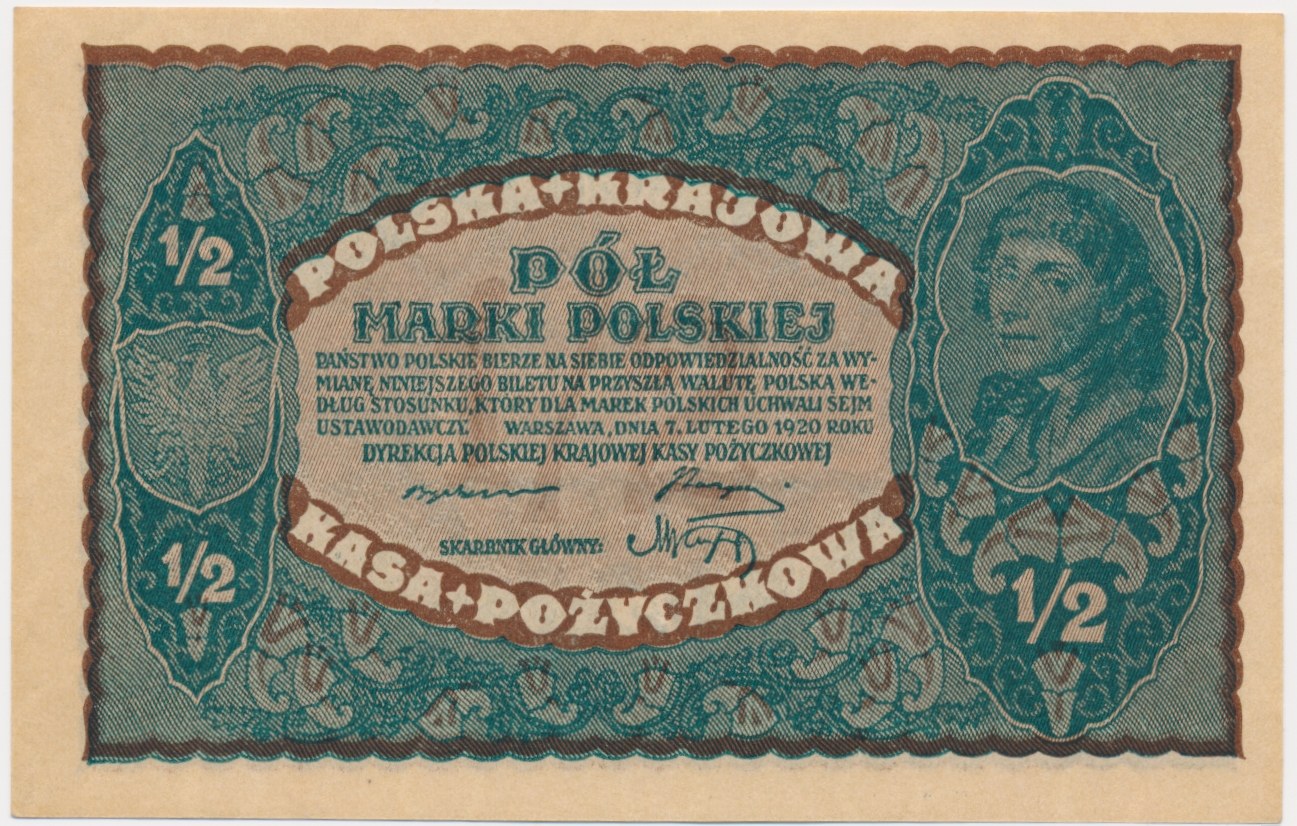 POLSKA + KRAJOWA
1/2
PÓŁ
MARKI POLSKIEJ
PAŃSTWO POLSKIE BIERZE NA SIEBIE ODPOWIEDZIALNOŚĆ ZA WY-
MIANĘ NINIEJSZEGO BILETU NA PRZYSZŁĄ WALUTĘ POLSKĄ WE-
DŁUG STOSUNKU, KTÓRY DLA MAREK POLSKICH UCHWALI SEJM
USTAWODAWCZY. WARSZAWA, DNIA 7. LUTEGO 1920 ROKU
DYREKCJA POLSKIEJ KRAJOWEJ KASY POŻYCZKOWEJ
SKARBNIK GŁÓWNY:
1/2
1/2
KASA + POŻYCZKOWA